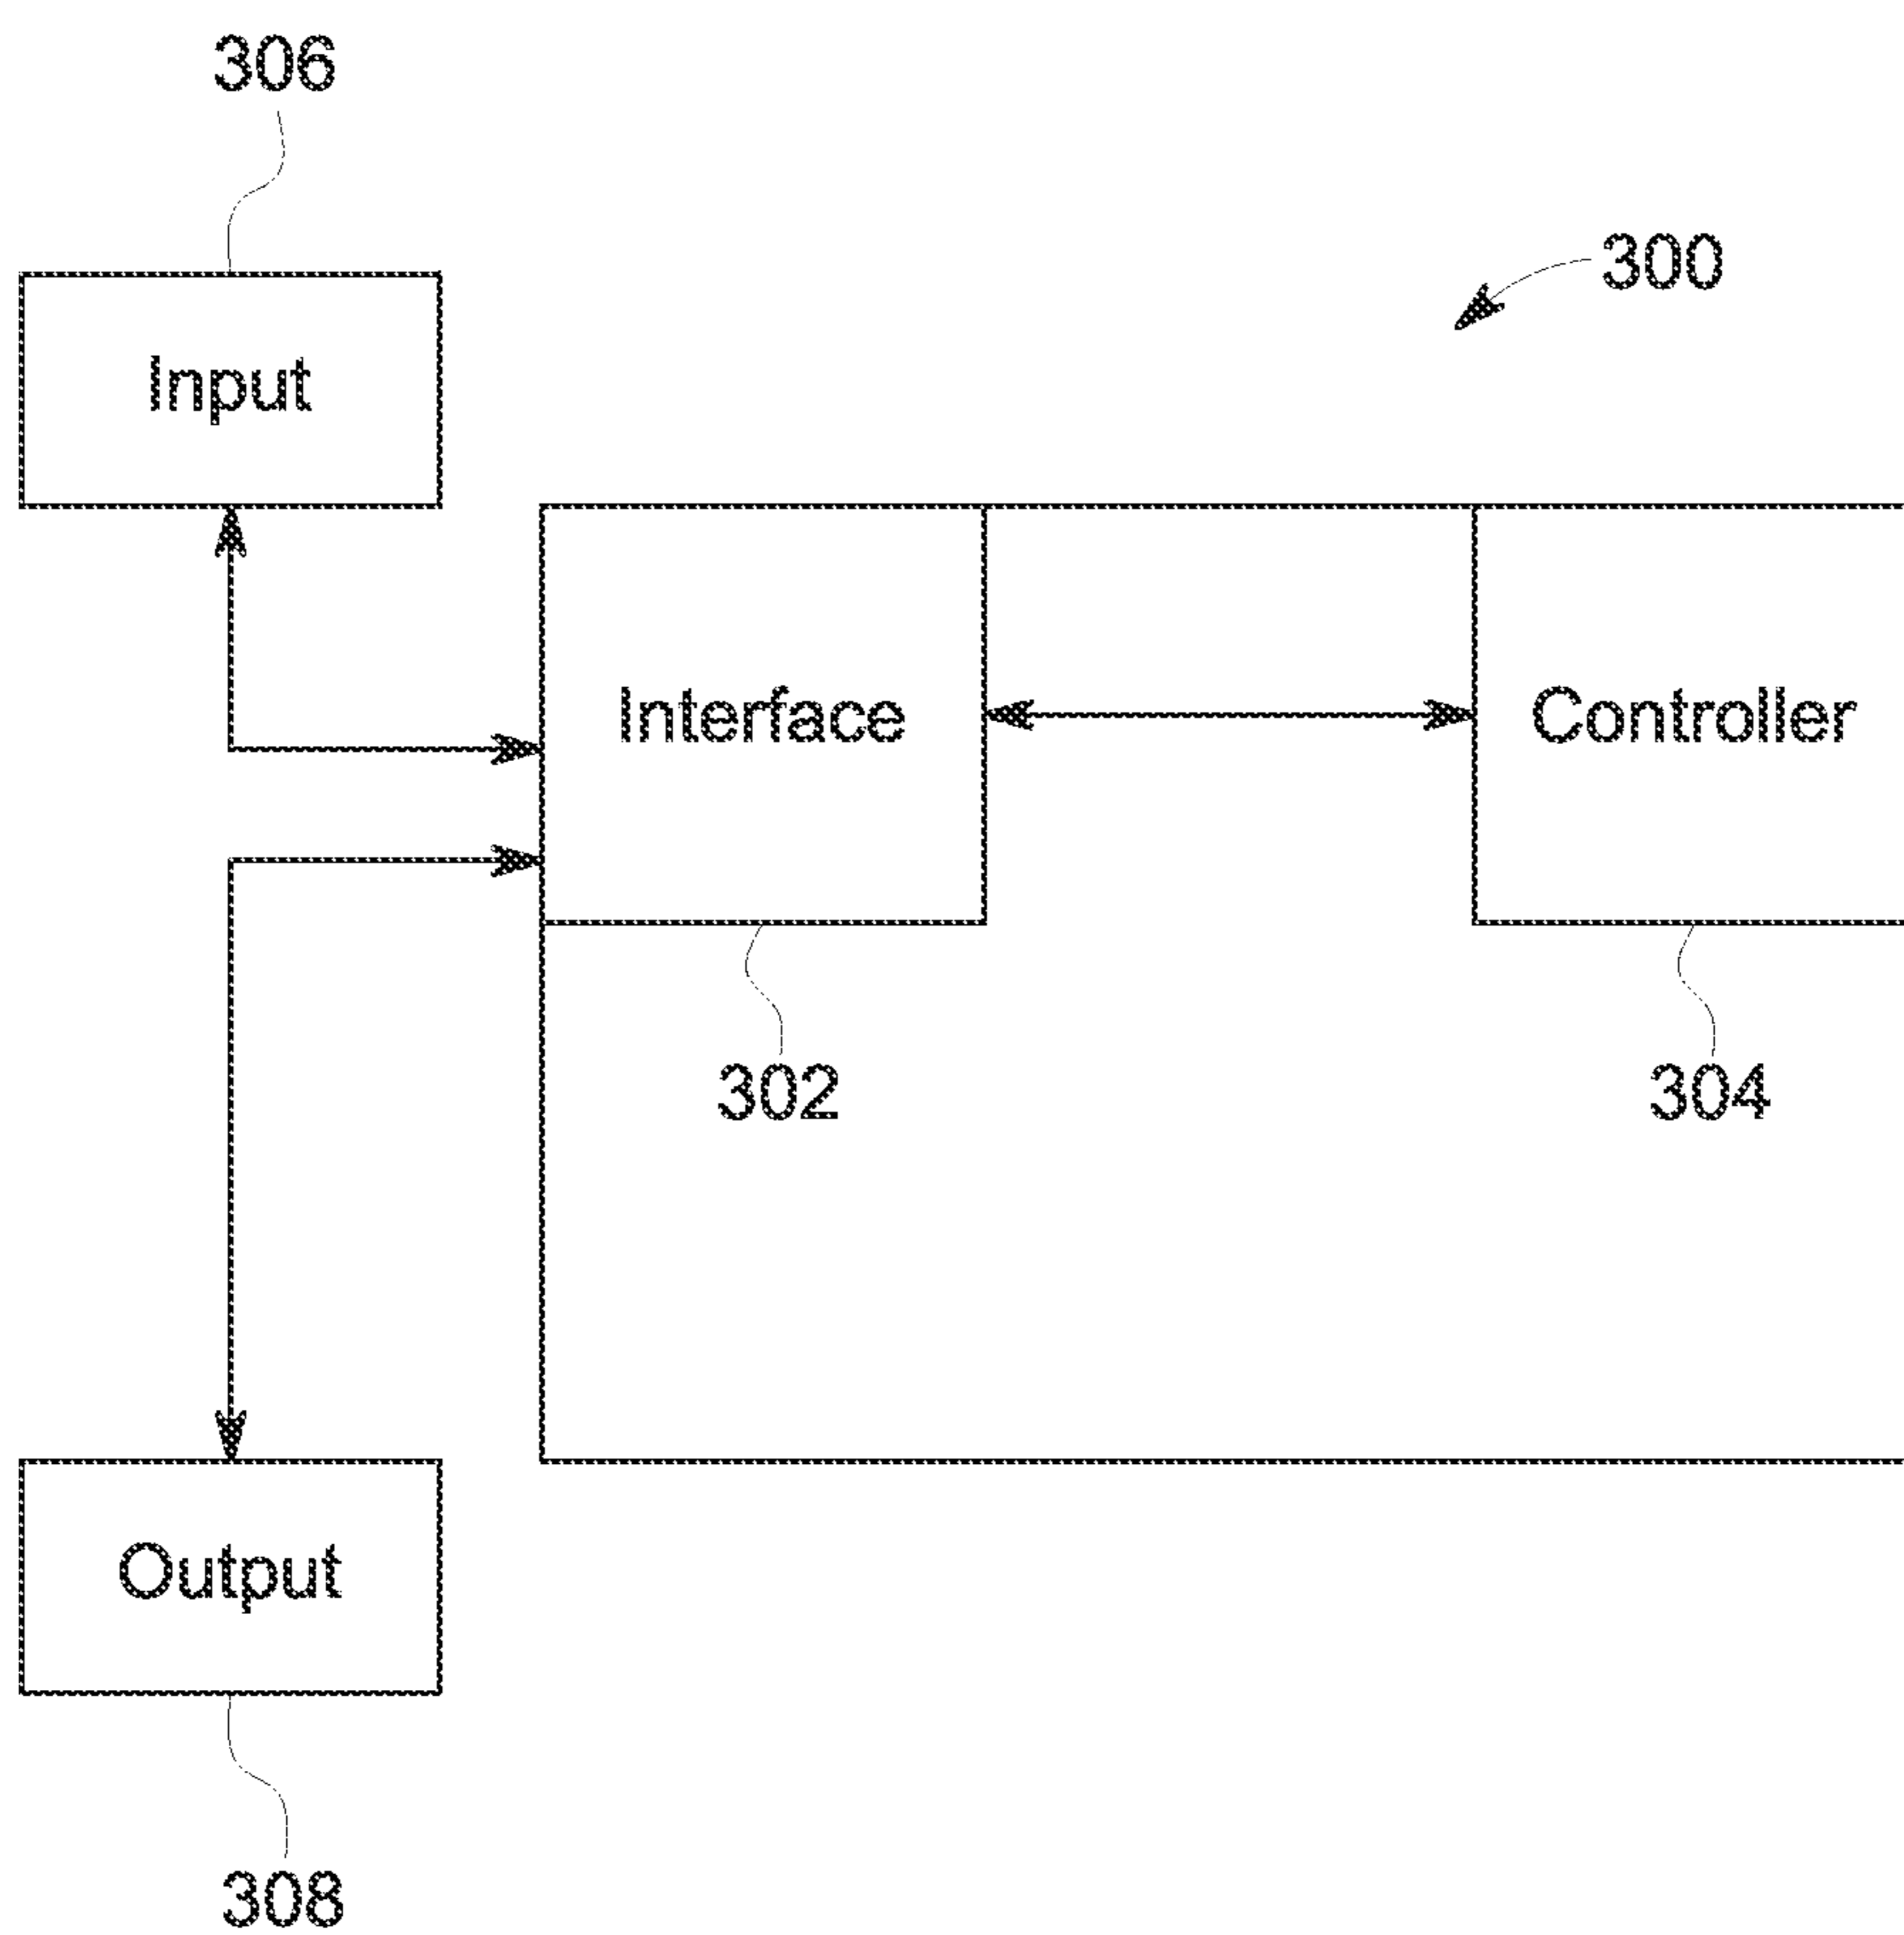 306
300
Input
Interface
Controller
302
304
Output
308